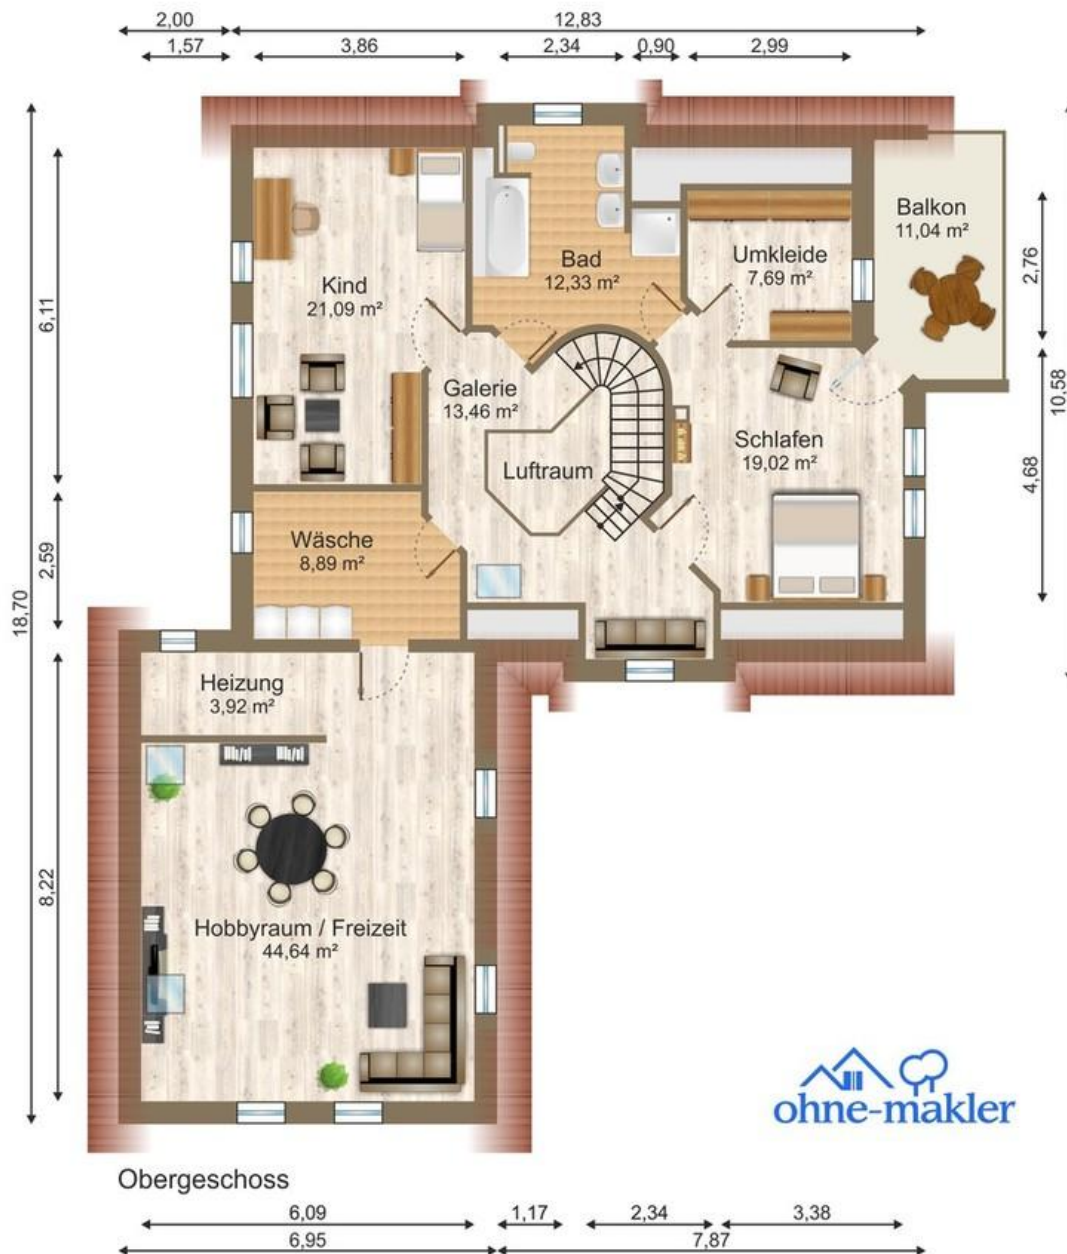 2,00 12,83
1,57 3,86 2,34 0,90 2,99
Balkon
11,04 m²
Umkleide
7,69 m²
Bad
12,33 m²
Kind
21,09 m²
2,76
6,11
Galerie
13,46 m²
10,58
Schlafen
19,02 m²
Luftraum
4,68
Wäsche
8,89 m²
2,59
18,70
Heizung
3,92 m²
8,22
Hobbyraum / Freizeit
44,64 m²
ohne-makler
Obergeschoss
6,09 1,17 2,34 3,38
6,95 7,87